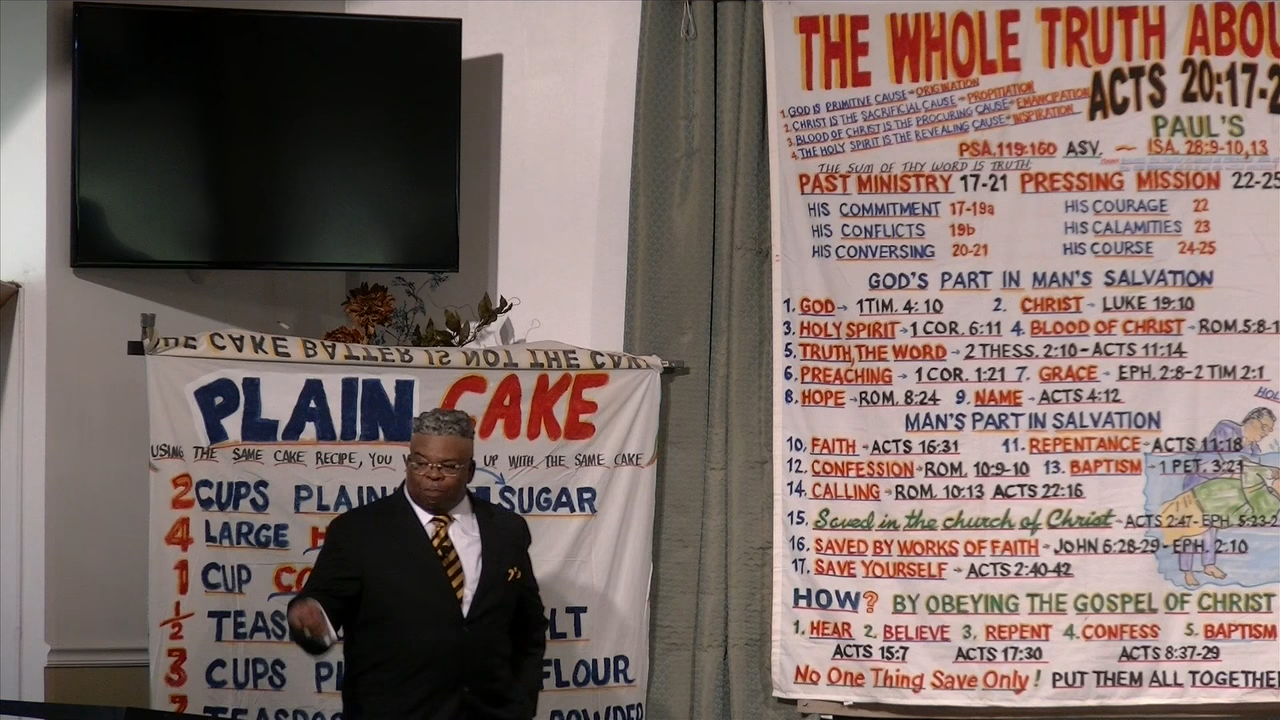 THE CAKE BATTER IS NOT THE CAKE
PLAIN CAKE
USING THE SAME CAKE RECIPE, YOU UP WITH THE SAME CAKE
2 CUPS PLAIN SUGAR
4 LARGE
1 CUP
½ TEAS LT
3 CUPS PL FLOUR
TEASPOO POWDER
THE WHOLE TRUTH ABOU
ACTS 20:17-2
1. GOD IS PRIMITIVE CAUSE - ORIGINATION
2. CHRIST IS THE SACRIFICIAL CAUSE - PROPITIATION
3. BLOOD OF CHRIST IS THE PROCURING CAUSE - EMANCIPATION
4. THE HOLY SPIRIT IS THE REVEALING CAUSE - INSPIRATION
PAUL'S
PSA. 119:160 ASV. - ISA. 28:9-10,13
THE SUM OF THY WORD IS TRUTH
PAST MINISTRY 17-21 PRESSING MISSION 22-25
HIS COMMITMENT 17-19a HIS COURAGE 22
HIS CONFLICTS 19b HIS CALAMITIES 23
HIS CONVERSING 20-21 HIS COURSE 24-25
GOD'S PART IN MAN'S SALVATION
1. GOD → 1TIM. 4:10 2. CHRIST → LUKE 19:10
3. HOLY SPIRIT → 1 COR. 6:11 4. BLOOD OF CHRIST → ROM. 5:8-1
5. TRUTH, THE WORD → 2 THESS. 2:10 - ACTS 11:14
6. PREACHING → 1COR. 1:21 7. GRACE → EPH. 2:8-2 TIM 2:1
8. HOPE → ROM. 8:24 9. NAME → ACTS 4:12
MAN'S PART IN SALVATION
10. FAITH → ACTS 16:31 11. REPENTANCE → ACTS 11:18
12. CONFESSION → ROM. 10:9-10 13. BAPTISM → 1 PET. 3:21
14. CALLING → ROM. 10:13 ACTS 22:16
15. Saved in the church of Christ → ACTS 2:47 - EPH. 5:23-2
16. SAVED BY WORKS OF FAITH → JOHN 6:28-29 - EPH. 2:10
17. SAVE YOURSELF → ACTS 2:40-42
HOW? BY OBEYING THE GOSPEL OF CHRIST
1. HEAR 2. BELIEVE 3. REPENT 4. CONFESS 5. BAPTISM
ACTS 15:7 ACTS 17:30 ACTS 8:37-29
No One Thing Save Only! PUT THEM ALL TOGETHE